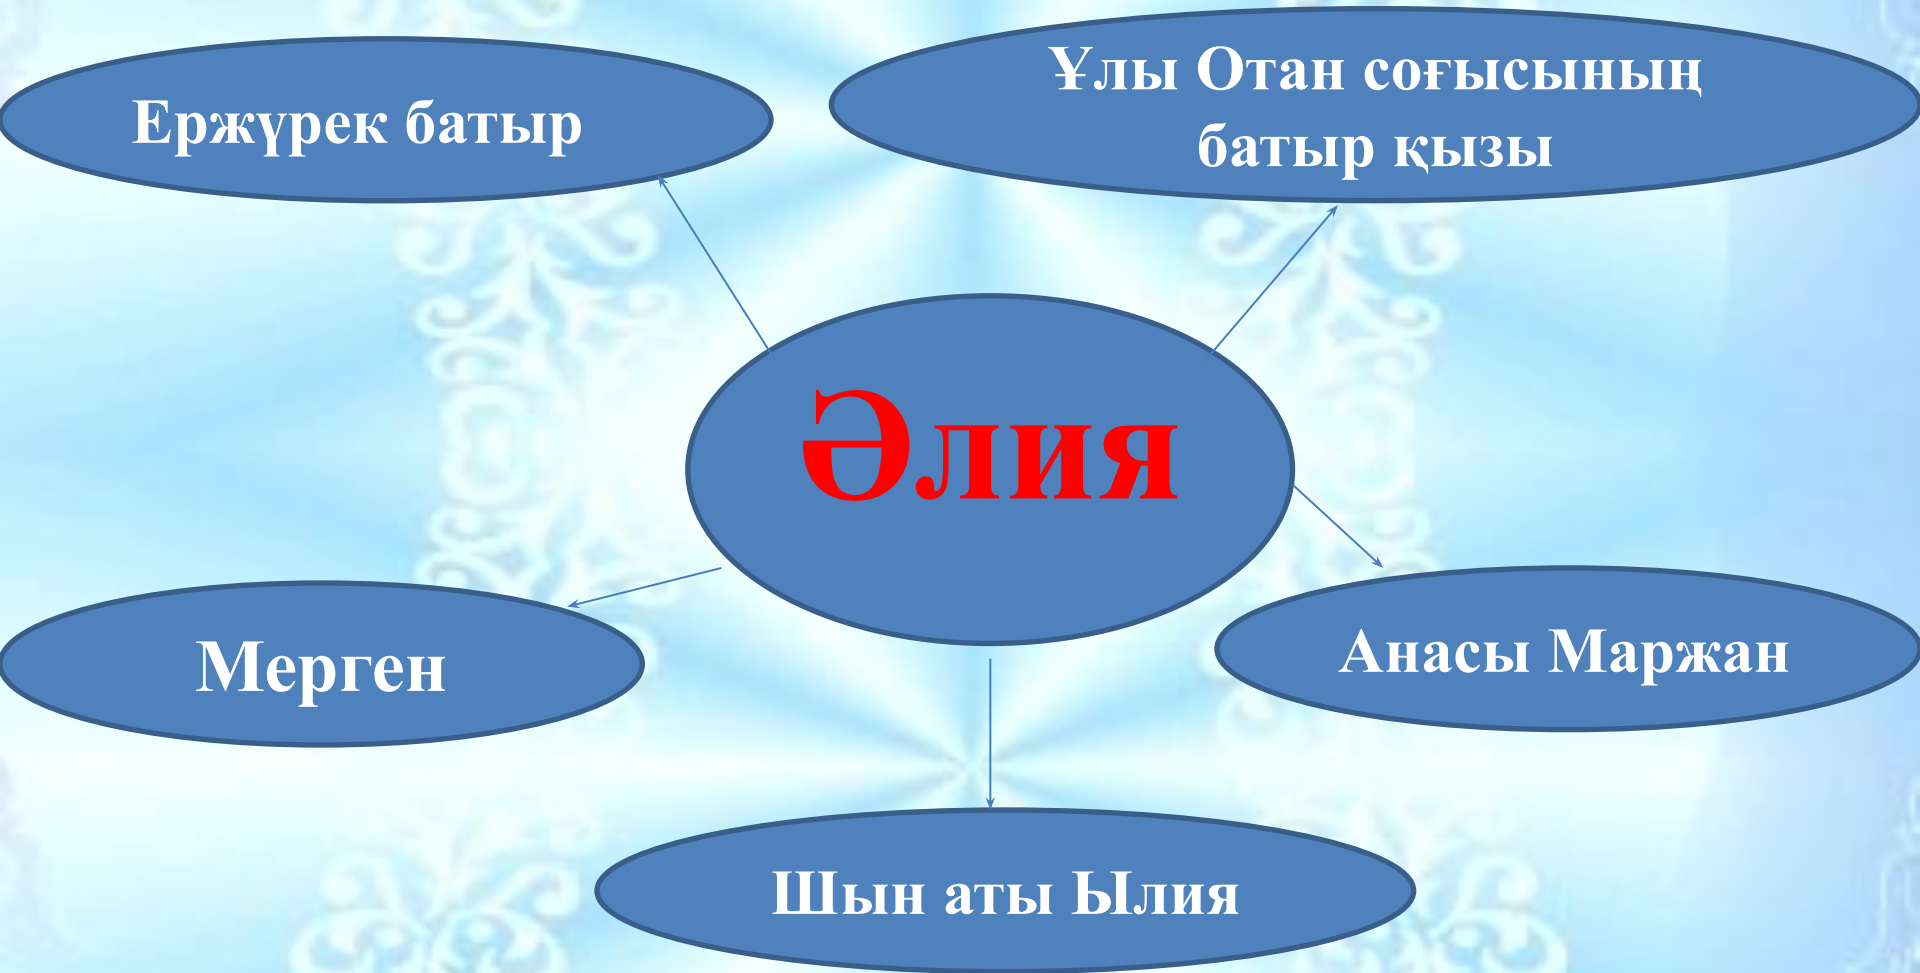 Ержүрек батыр
Ұлы Отан соғысының
батыр қызы
Әлия
Мерген
Анасы Маржан
Шын аты Ылия